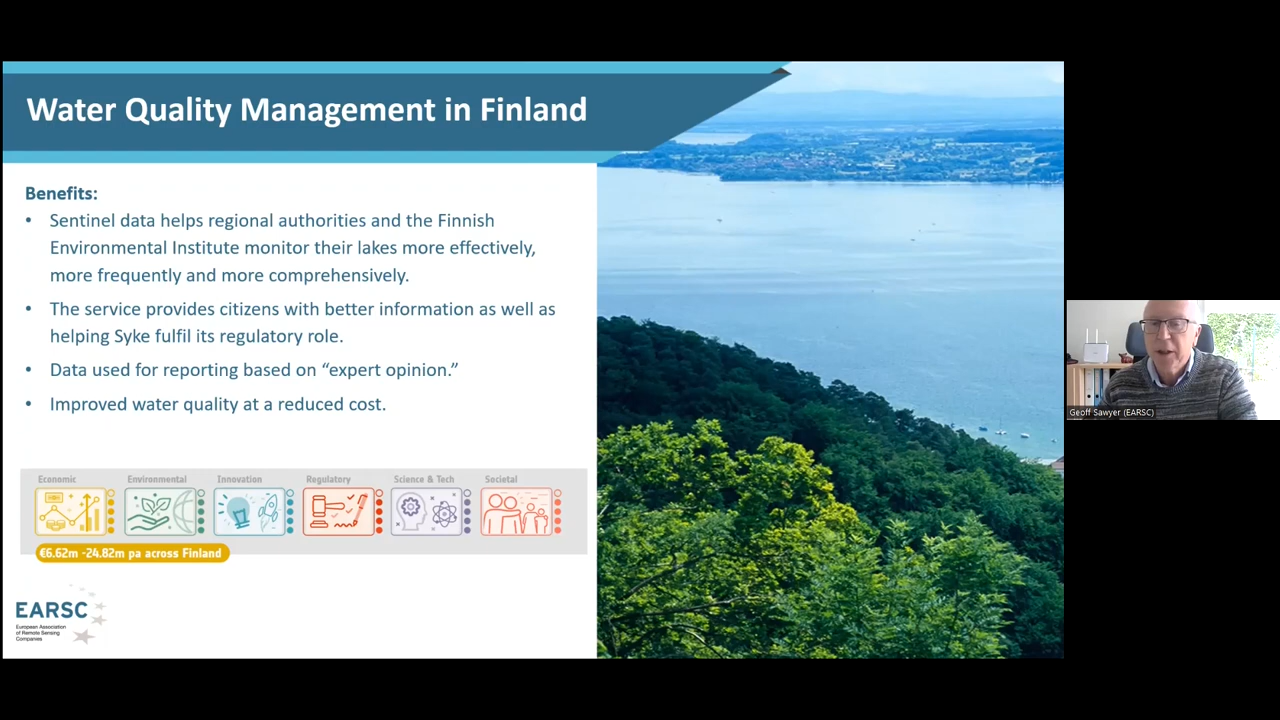 Water Quality Management in Finland
Benefits:
• Sentinel data helps regional authorities and the Finnish
Environmental Institute monitor their lakes more effectively,
more frequently and more comprehensively.
• The service provides citizens with better information as well as
helping Syke fulfil its regulatory role.
• Data used for reporting based on “expert opinion.”
• Improved water quality at a reduced cost.
Economic Environmental Innovation Regulatory Science & Tech Societal
€6.62m -24.82m pa across Finland
EARSC
European Association
of Remote Sensing
Companies
Geoff Sawyer (EARSC)